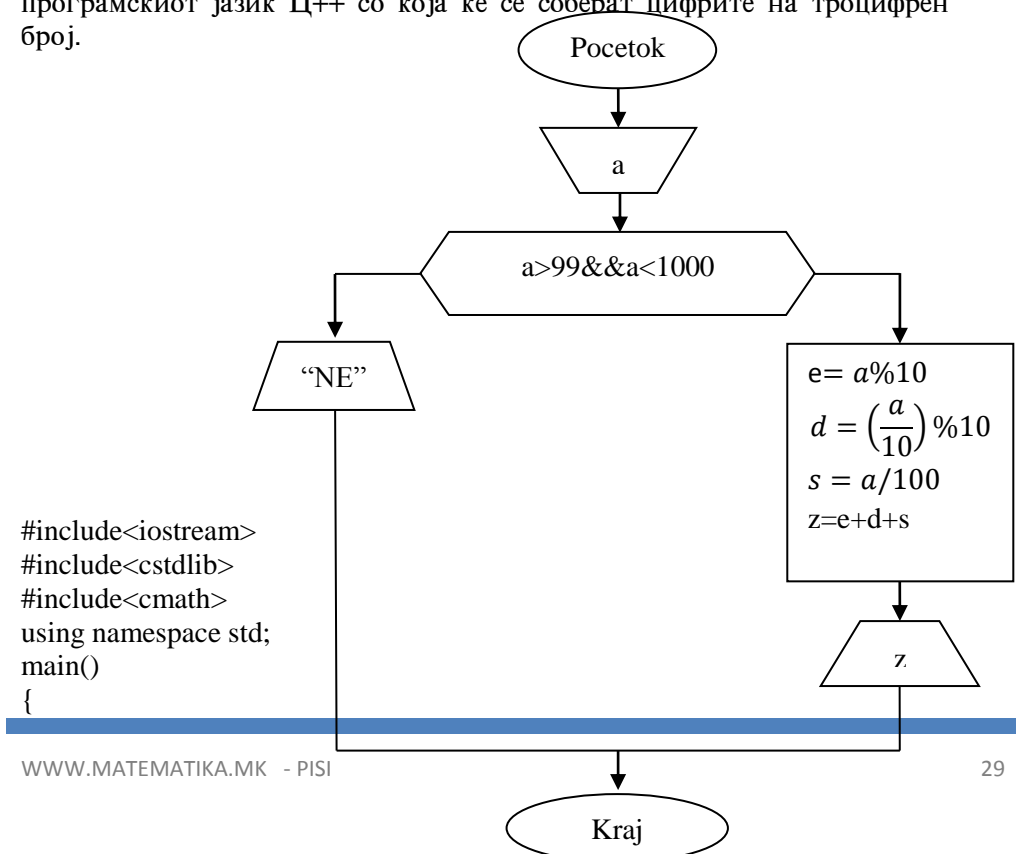 програмскиот јазик Ц++ со која ќе се соберат цифрите на троцифрен
број.
Pocetok
a
a>99&&a<1000
“NE”
e= a%10
d = (a/10) %10
s = a/100
z=e+d+s
z
#include<iostream>
#include<cstdlib>
#include<cmath>
using namespace std;
main()
{
WWW.MATEMATIKA.MK - PISI 29
Kraj